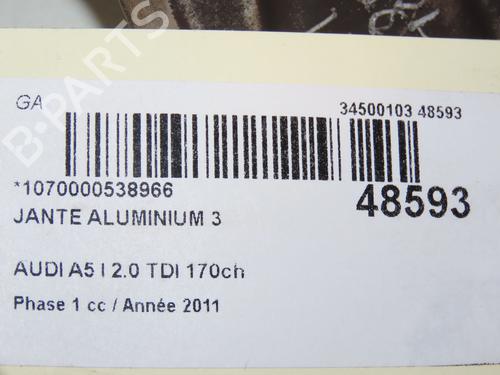 B-PARTS
GA
34500103 48593
*1070000538966
48593
JANTE ALUMINIUM 3
AUDI A5 I 2.0 TDI 170ch
Phase 1 cc / Année 2011